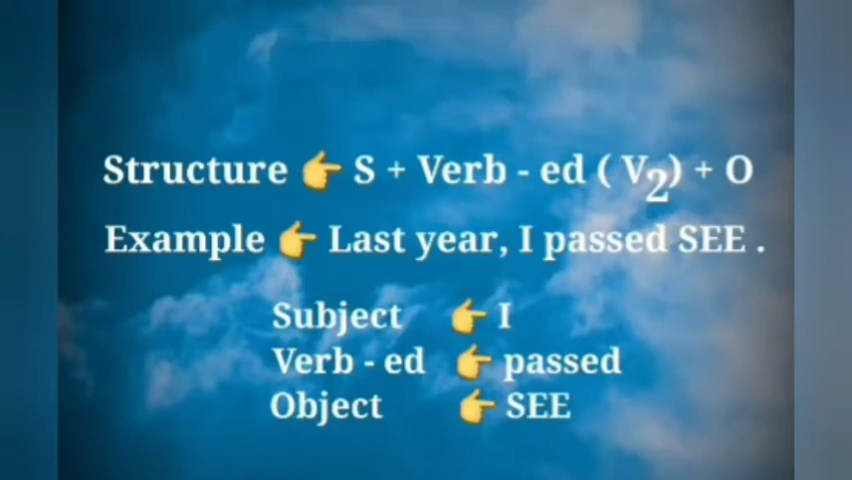 Structure 👉 S + Verb - ed ( V2) + O
Example 👉 Last year, I passed SEE .
Subject 👉 I
Verb - ed 👉 passed
Object 👉 SEE